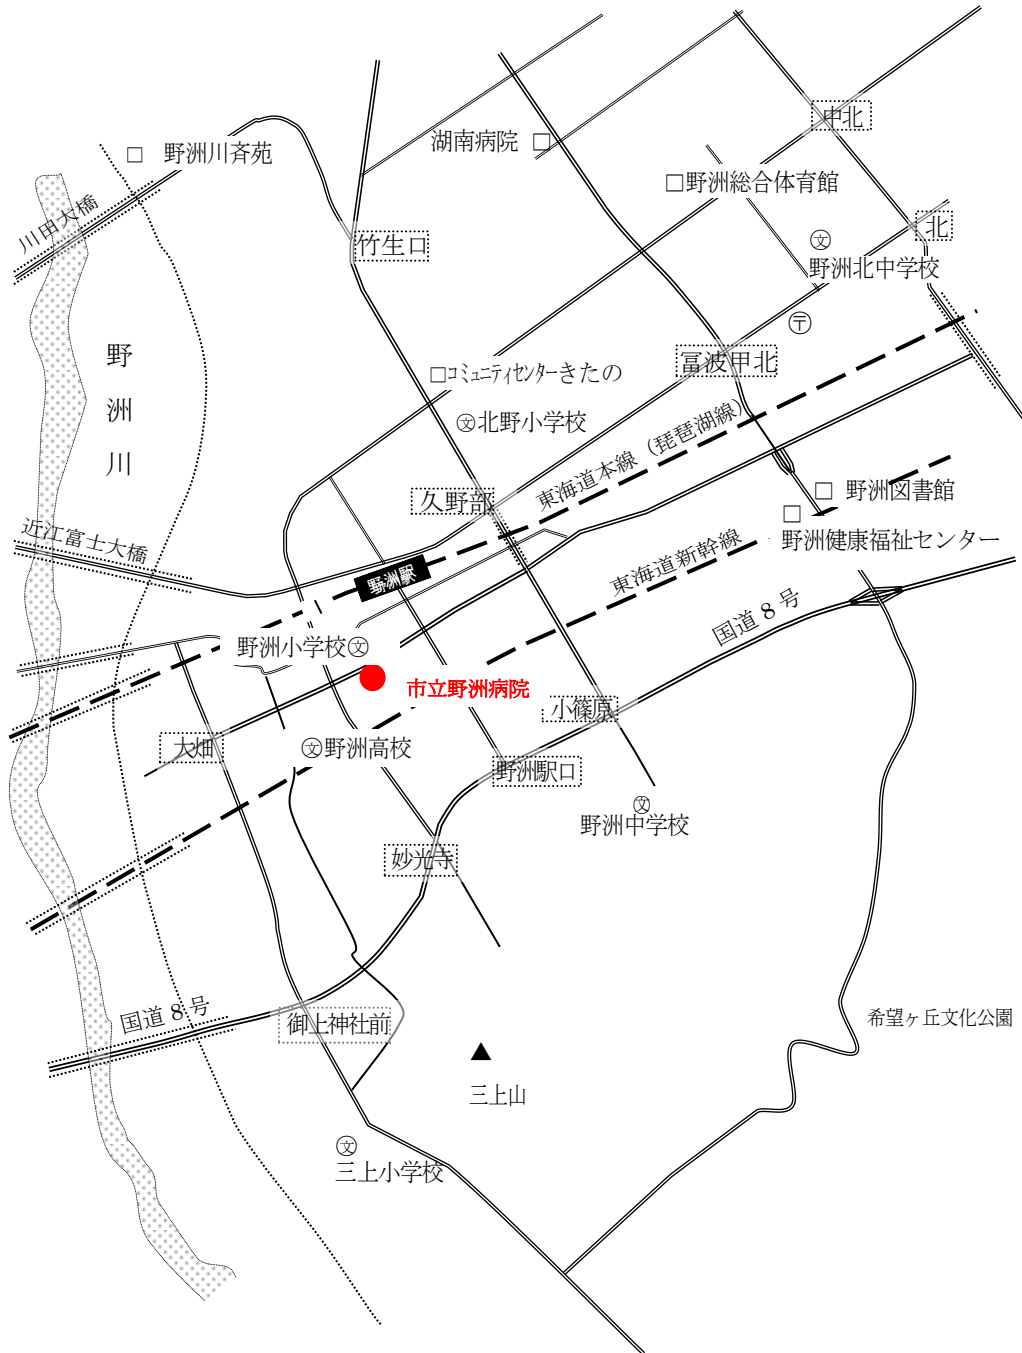 中北
湖南病院
野洲川斉苑
野洲総合体育館
川田大橋
竹生口
北
文
野洲北中学校
〒
野洲川
冨波甲北
コミュニティセンターきたの
文北野小学校
東海道本線（琵琶湖線）
久野部
野洲図書館
近江富士大橋
野洲健康福祉センター
東海道新幹線
野洲駅
国道８号
野洲小学校文
市立野洲病院
小篠原
大畑
文野洲高校
野洲駅口
文
野洲中学校
妙光寺
国道８号
御上神社前
希望ヶ丘文化公園
三上山
文
三上小学校